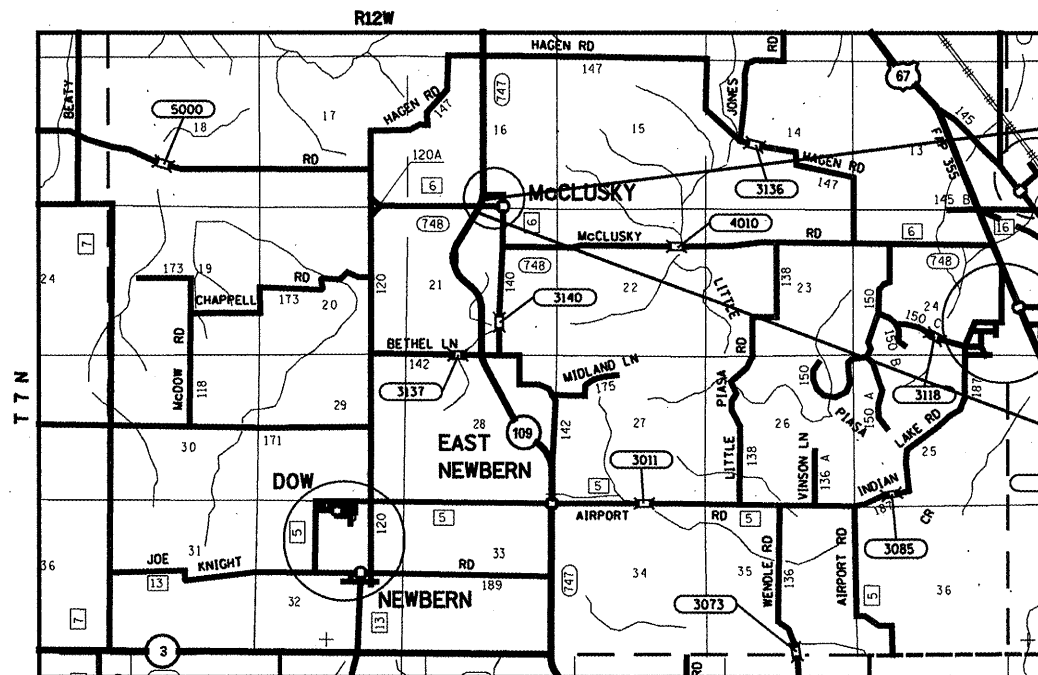 R12W
HAGEN RD
RD
147
747
67
BEATY
5000
18
17
HAGEN RD
147
16
15
JONES
14
145
13
FAP 355
RD
120A
3136
HAGEN RD
147
6
McCLUSKY
145 B
748
6
4010
16
7
McCLUSKY
RD
6
748
24
173
19
RD
CHAPPELL
173
20
120
21
140
748
22
LITTLE
138
23
150
24
3140
150
C
RD
BETHEL LN
142
150
B
McDOW
118
3137
MIDLAND LN
175
RD
PIASA
150
3118
187
T 7 N
29
28
109
142
27
26
PIASA
150 A
LAKE RD
30
171
EAST
NEWBERN
LITTLE
138
VINSON LN
136 A
25
3011
DOW
INDIAN
5
5
120
5
AIRPORT
RD
5
187
CR
31
33
3085
36
JOE
KNIGHT
RD
13
189
34
35
WENDLE RD
136
AIRPORT RD
5
36
747
32
NEWBERN
3073
7
13
3
RD